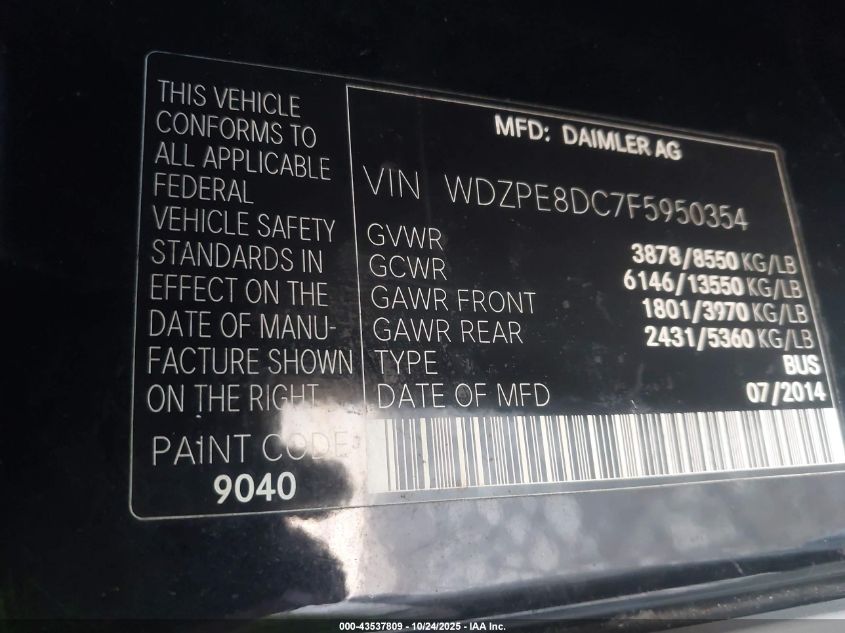 THIS VEHICLE
CONFORMS TO
ALL APPLICABLE
FEDERAL
VEHICLE SAFETY
STANDARDS IN
EFFECT ON THE
DATE OF MANU-
FACTURE SHOWN
ON THE RIGHT
PAINT CODE
9040
MFD: DAIMLER AG
VIN WDZPE8DC7F5950354
GVWR 3878/8550 KG/LB
GCWR 6146/13550 KG/LB
GAWR FRONT 1801/3970 KG/LB
GAWR REAR 2431/5360 KG/LB
TYPE BUS
DATE OF MFD 07/2014
000-43537809 - 10/24/2025 - IAA Inc.